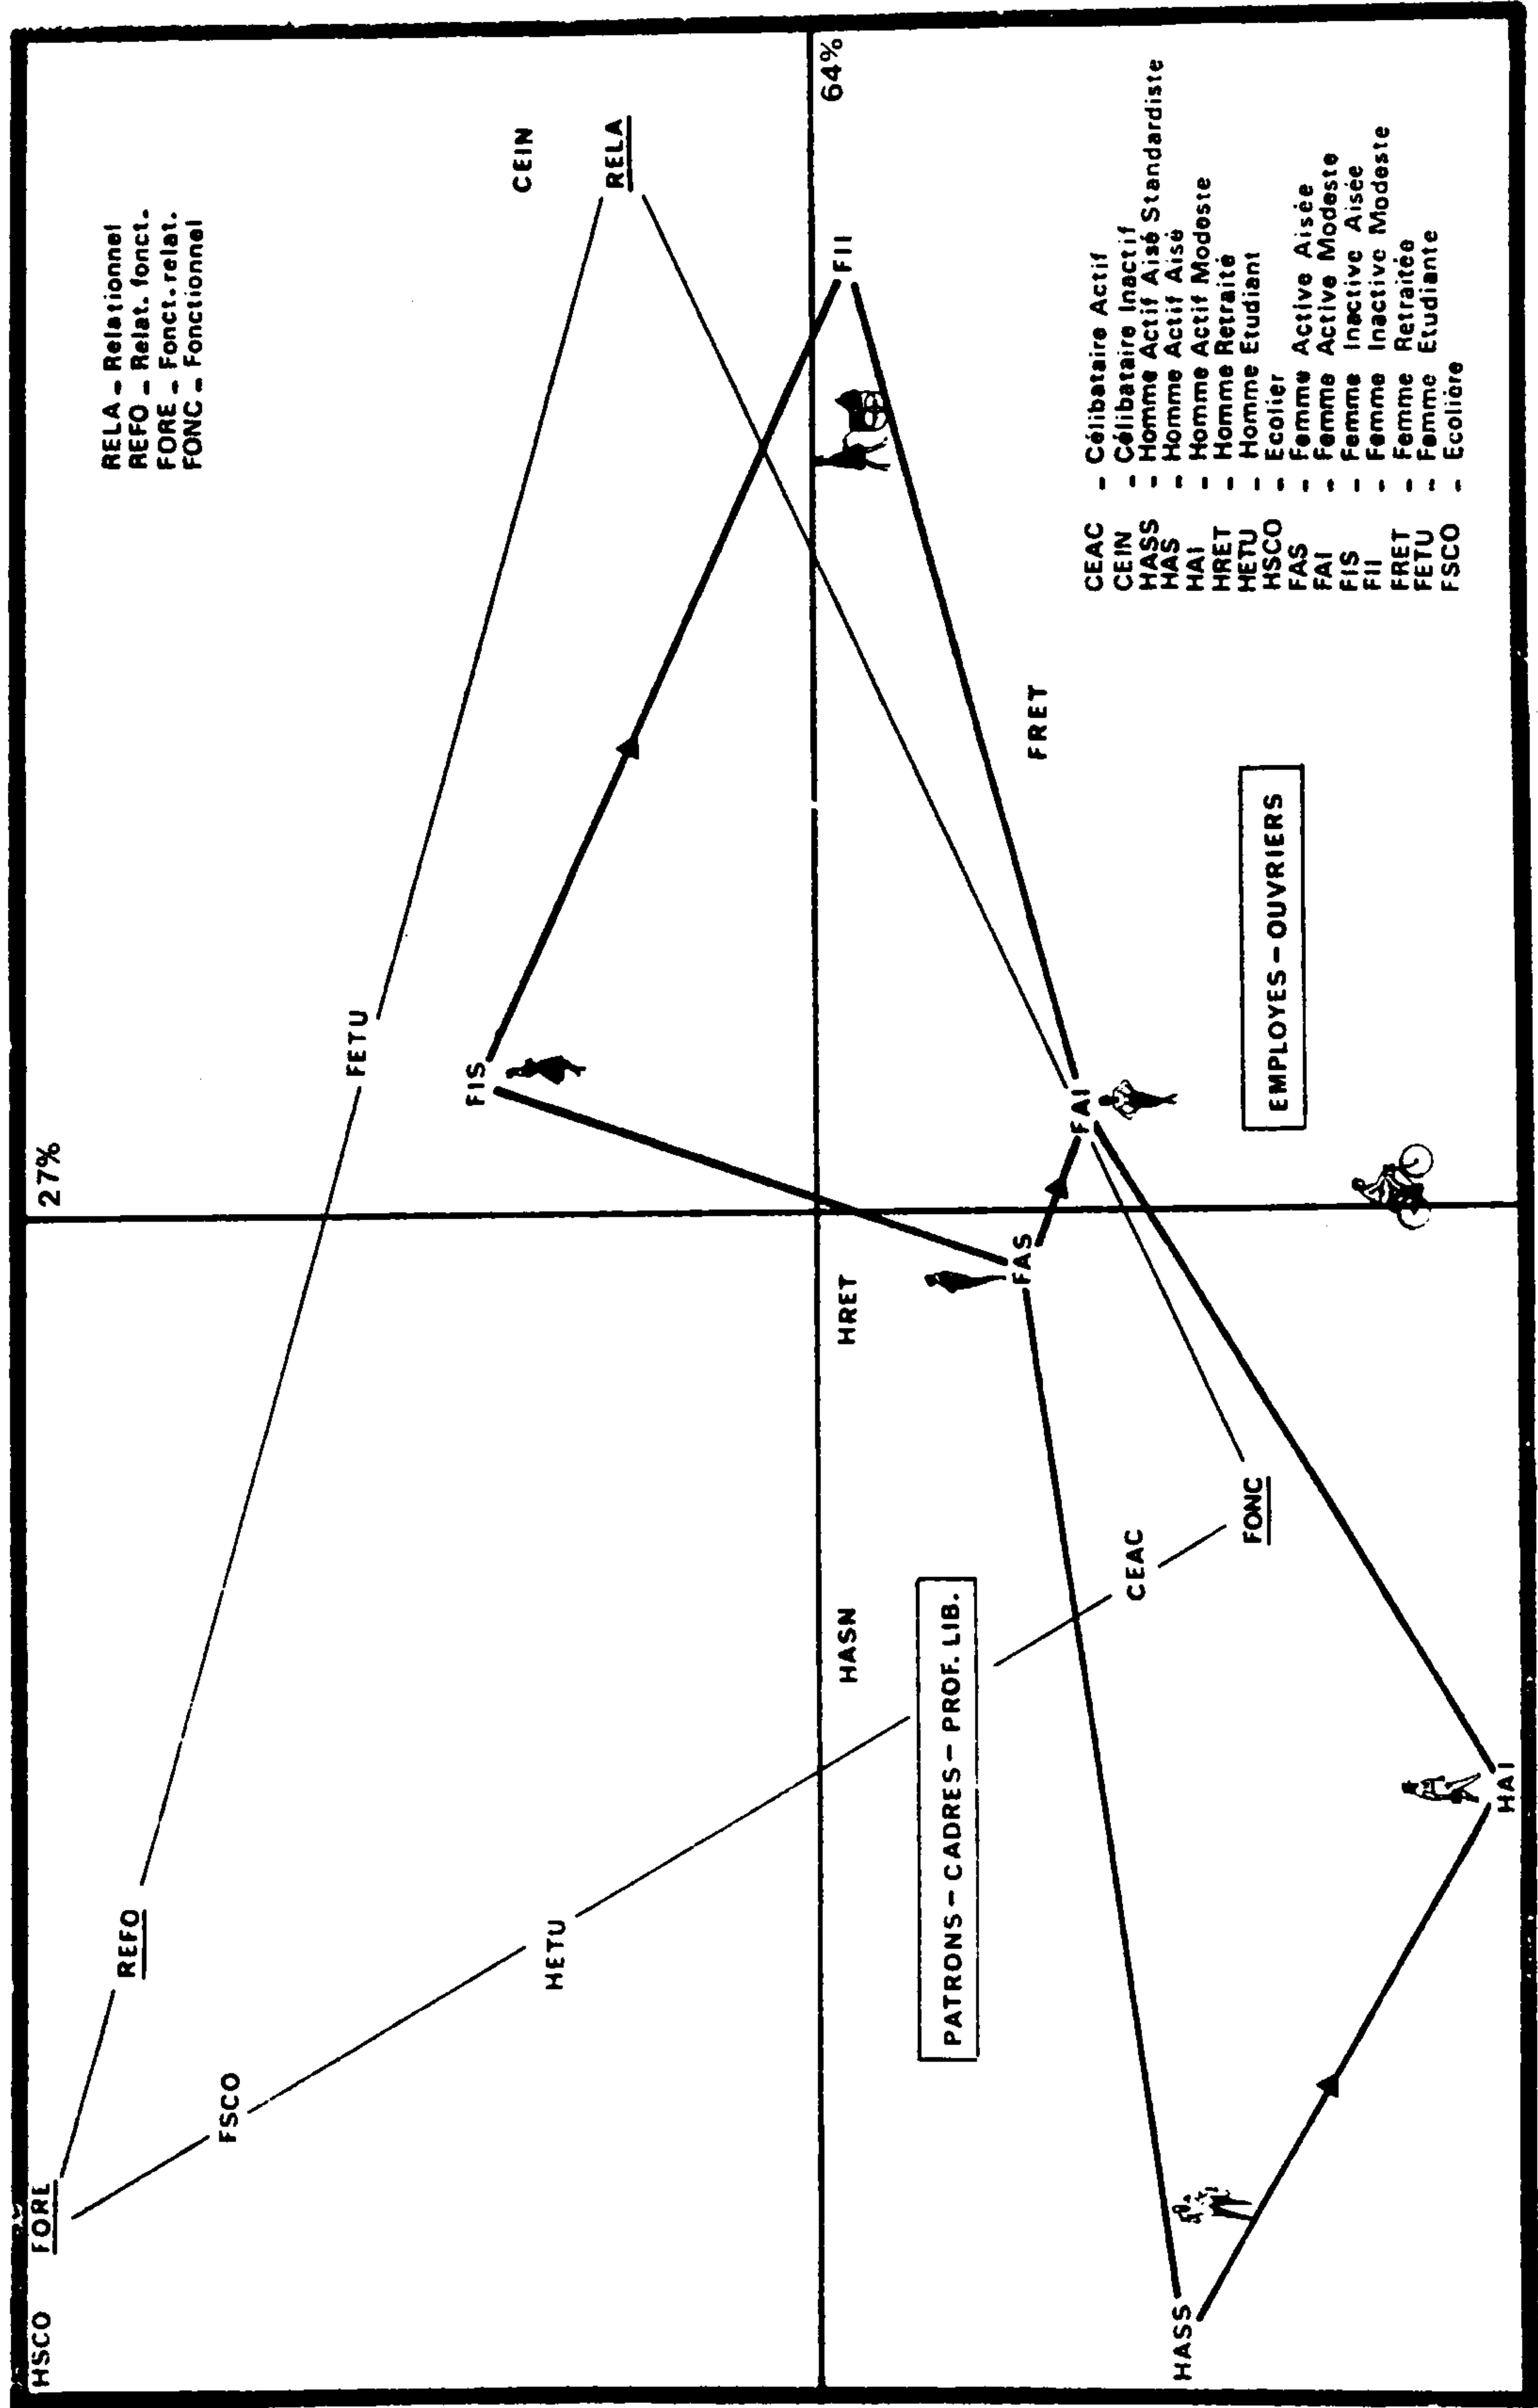 HSCO
FORE
27%
RELA – Relationnel
REFO – Relat. fonct.
FORE – Fonct. relat.
FONC – Fonctionnel
REFO
FSCO
FETU
FIS
CEIN
HETU
RELA
64%
HASN
HRET
FII
PATRONS – CADRES – PROF. LIB.
FAS
FRET
FAI
CEAC
HASS
FONC
EMPLOYES – OUVRIERS
HAI
CEAC – Célibataire Actif
CEIN – Célibataire Inactif
HASS – Homme Actif Aisé Standardiste
HAS – Homme Actif Aisé
HAI – Homme Actif Modeste
HRET – Homme Retraité
HETU – Homme Etudiant
HSCO – Ecolier
FAS – Femme Active Aisée
FAI – Femme Active Modeste
FIS – Femme Inactive Aisée
FII – Femme Inactive Modeste
FRET – Femme Retraitée
FETU – Femme Etudiante
FSCO – Ecolière